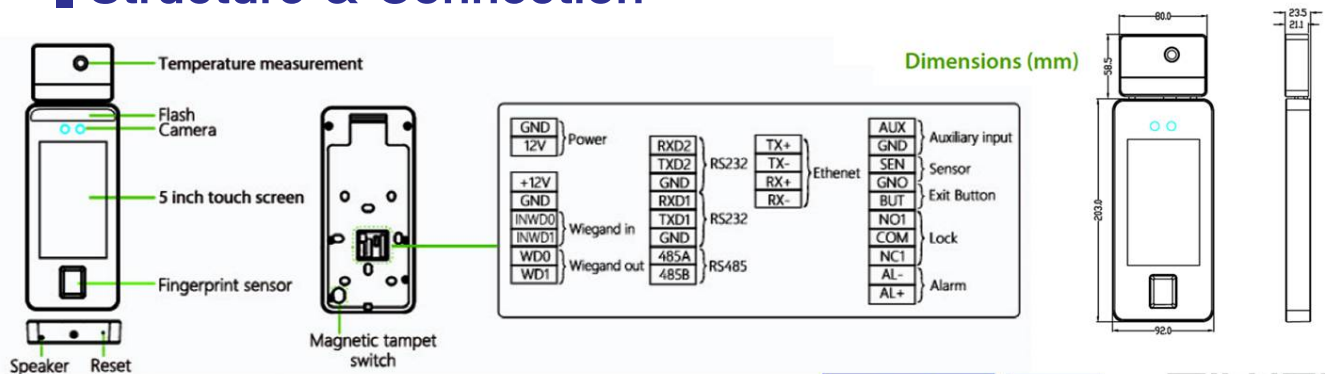 Structure & Connection
Temperature measurement
Flash
Camera
5 inch touch screen
Fingerprint sensor
Speaker
Reset
Magnetic tampet
switch
GND
12V
Power
+12V
GND
INWD0
INWD1
Wiegand in
WD0
WD1
Wiegand out
RXD2
TXD2
GND
RS232
RXD1
TXD1
GND
RS232
485A
485B
RS485
TX+
TX-
RX+
RX-
Ethenet
AUX
GND
Auxiliary input
SEN
Sensor
GNO
BUT
Exit Button
NO1
COM
NC1
Lock
AL-
AL+
Alarm
Dimensions (mm)
80.0
58.5
203.0
92.0
23.5
21.1